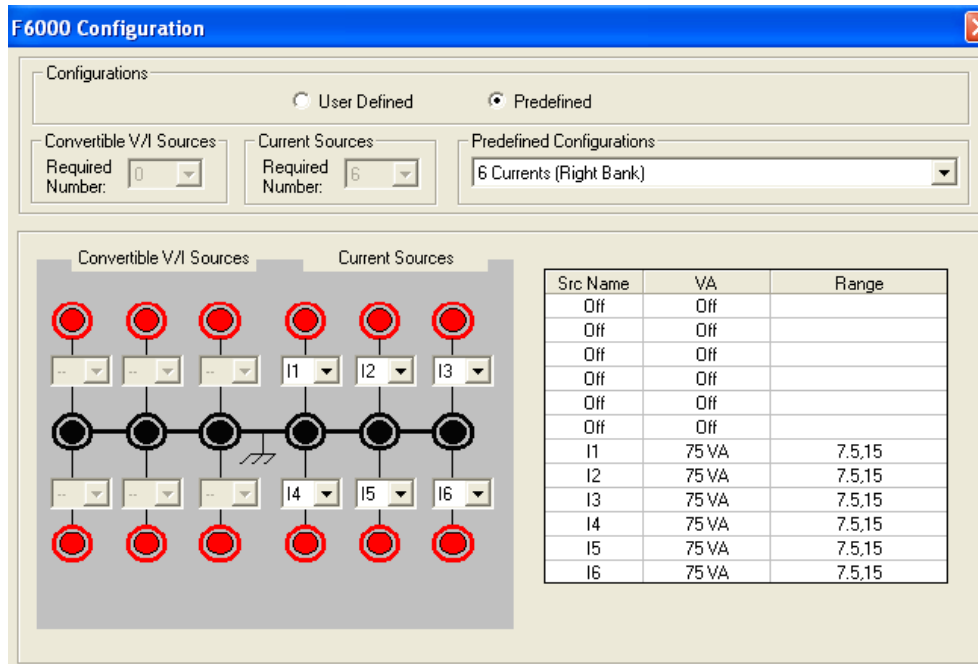 F6000 Configuration
Configurations
User Defined
Predefined
Convertible V/I Sources
Required Number:
0
Current Sources
Required Number:
6
Predefined Configurations
6 Currents (Right Bank)
Convertible V/I Sources
Current Sources
-- -- -- I1 I2 I3
-- -- -- I4 I5 I6
Src Name VA Range
Off Off
Off Off
Off Off
Off Off
Off Off
Off Off
I1 75 VA 7.5,15
I2 75 VA 7.5,15
I3 75 VA 7.5,15
I4 75 VA 7.5,15
I5 75 VA 7.5,15
I6 75 VA 7.5,15